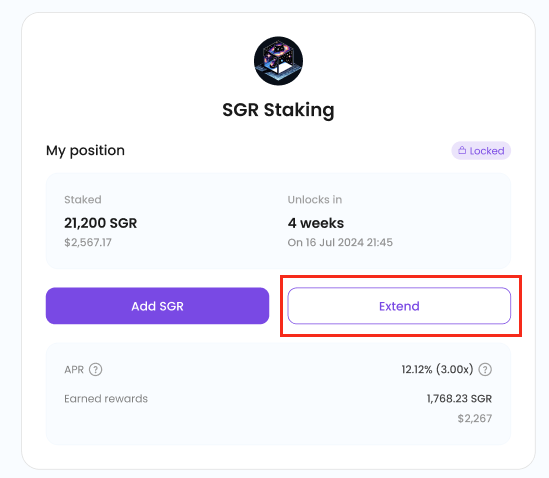 SGR Staking
My position
Locked
Staked
Unlocks in
21,200 SGR
4 weeks
$2,567.17
On 16 Jul 2024 21:45
Add SGR
Extend
APR ?
12.12% (3.00x) ?
Earned rewards
1,768.23 SGR
$2,267